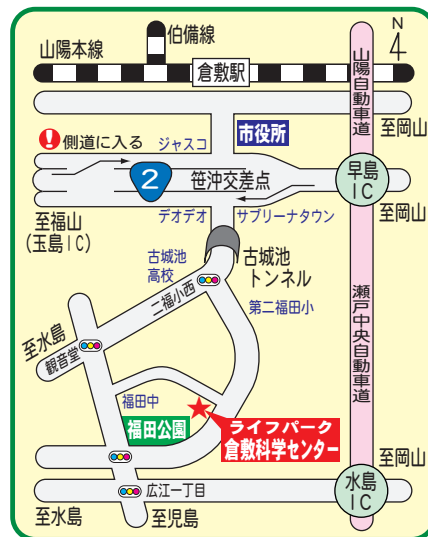 伯備線
山陽本線
N
倉敷駅
山陽自動車道
至岡山
！側道に入る
ジャスコ
市役所
2
笹沖交差点
早島
IC
至福山
(玉島IC)
デオデオ
サブリーナタウン
至岡山
古城池
高校
古城池
トンネル
二福小西
第二福田小
瀬戸中央自動車道
至水島
観音堂
福田中
福田公園
ライフパーク
倉敷科学センター
至岡山
水島
IC
広江一丁目
至水島
至児島